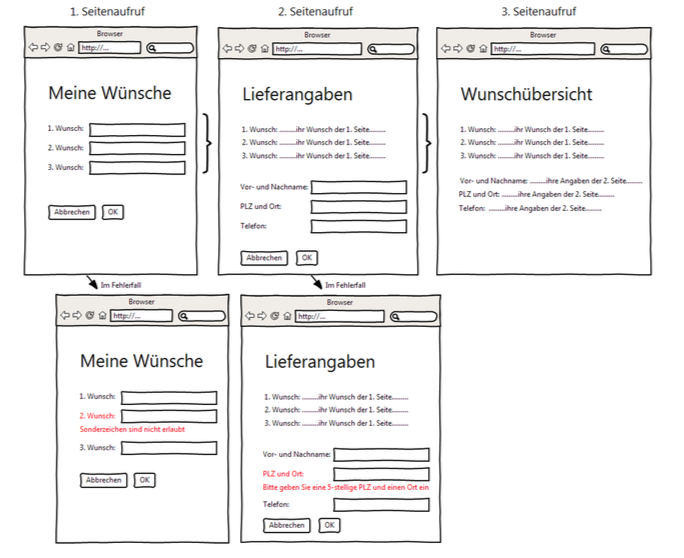 1. Seitenaufruf
2. Seitenaufruf
3. Seitenaufruf
Browser
http://...
Meine Wünsche
1. Wunsch:
2. Wunsch:
3. Wunsch:
Abbrechen
OK
Browser
http://...
Lieferangaben
1. Wunsch: ........ihr Wunsch der 1. Seite........
2. Wunsch: ........ihr Wunsch der 1. Seite........
3. Wunsch: ........ihr Wunsch der 1. Seite........
Vor- und Nachname:
PLZ und Ort:
Telefon:
Abbrechen
OK
Browser
http://...
Wunschübersicht
1. Wunsch: ........ihr Wunsch der 1. Seite........
2. Wunsch: ........ihr Wunsch der 1. Seite........
3. Wunsch: ........ihr Wunsch der 1. Seite........
Vor- und Nachname: ........ihre Angaben der 2. Seite........
PLZ und Ort: ........ihre Angaben der 2. Seite........
Telefon: ........ihre Angaben der 2. Seite........
Im Fehlerfall
Im Fehlerfall
Browser
http://...
Meine Wünsche
1. Wunsch:
2. Wunsch:
Sonderzeichen sind nicht erlaubt
3. Wunsch:
Abbrechen
OK
Browser
http://...
Lieferangaben
1. Wunsch: ........ihr Wunsch der 1. Seite........
2. Wunsch: ........ihr Wunsch der 1. Seite........
3. Wunsch: ........ihr Wunsch der 1. Seite........
Vor- und Nachname:
PLZ und Ort:
Bitte geben Sie eine 5-stellige PLZ und einen Ort ein
Telefon:
Abbrechen
OK